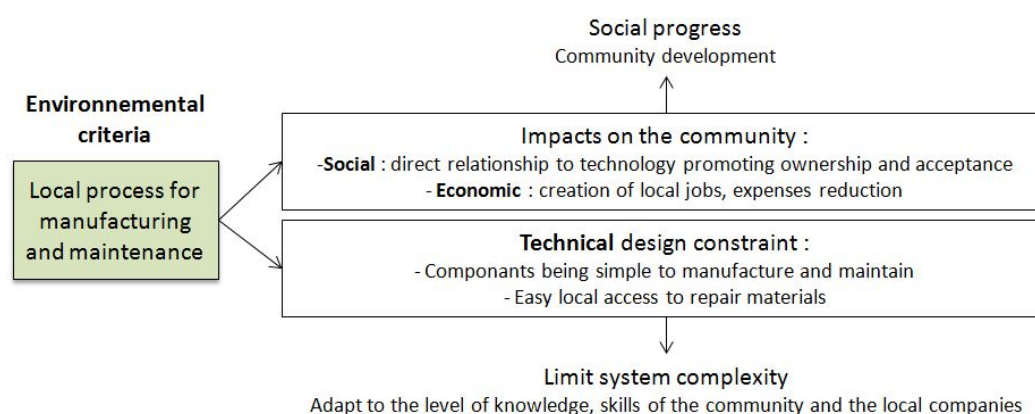 Social progress
Community development
Environnemental
criteria
Local process for
manufacturing
and maintenance
Impacts on the community :
-Social : direct relationship to technology promoting ownership and acceptance
- Economic : creation of local jobs, expenses reduction
Technical design constraint :
- Componants being simple to manufacture and maintain
- Easy local access to repair materials
Limit system complexity
Adapt to the level of knowledge, skills of the community and the local companies